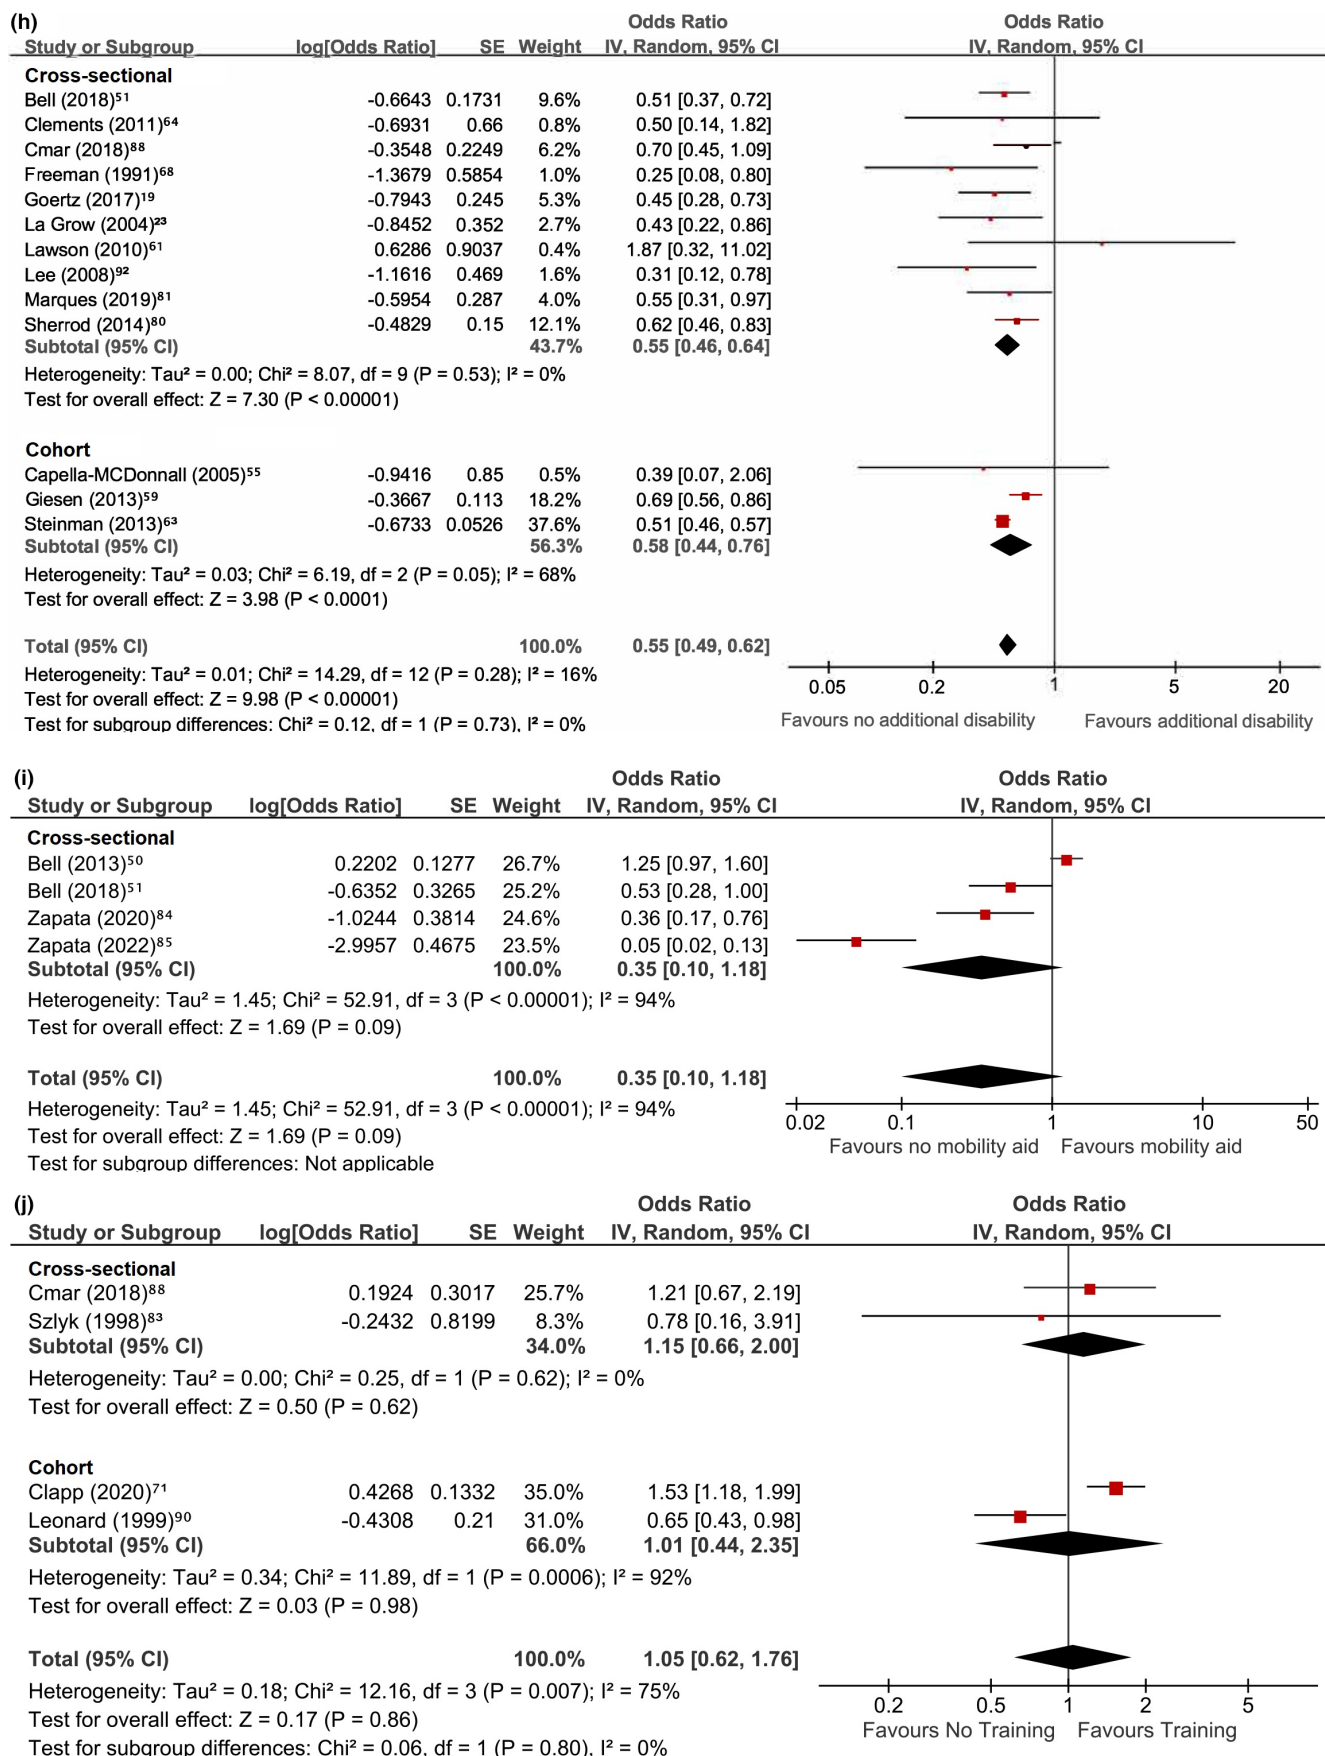 (h) Odds Ratio Odds Ratio
Study or Subgroup log[Odds Ratio] SE Weight IV, Random, 95% CI IV, Random, 95% CI
Cross-sectional
Bell (2018)⁵¹ -0.6643 0.1731 9.6% 0.51 [0.37, 0.72]
Clements (2011)⁶⁴ -0.6931 0.66 0.8% 0.50 [0.14, 1.82]
Cmar (2018)⁸⁸ -0.3548 0.2249 6.2% 0.70 [0.45, 1.09]
Freeman (1991)⁶⁸ -1.3679 0.5854 1.0% 0.25 [0.08, 0.80]
Goertz (2017)¹⁹ -0.7943 0.245 5.3% 0.45 [0.28, 0.73]
La Grow (2004)²³ -0.8452 0.352 2.7% 0.43 [0.22, 0.86]
Lawson (2010)⁶¹ 0.6286 0.9037 0.4% 1.87 [0.32, 11.02]
Lee (2008)⁹² -1.1616 0.469 1.6% 0.31 [0.12, 0.78]
Marques (2019)⁸¹ -0.5954 0.287 4.0% 0.55 [0.31, 0.97]
Sherrod (2014)⁸⁰ -0.4829 0.15 12.1% 0.62 [0.46, 0.83]
Subtotal (95% CI) 43.7% 0.55 [0.46, 0.64]
Heterogeneity: Tau² = 0.00; Chi² = 8.07, df = 9 (P = 0.53); I² = 0%
Test for overall effect: Z = 7.30 (P < 0.00001)
Cohort
Capella-MCDonnall (2005)⁵⁵ -0.9416 0.85 0.5% 0.39 [0.07, 2.06]
Giesen (2013)⁵⁹ -0.3667 0.113 18.2% 0.69 [0.56, 0.86]
Steinman (2013)⁶³ -0.6733 0.0526 37.6% 0.51 [0.46, 0.57]
Subtotal (95% CI) 56.3% 0.58 [0.44, 0.76]
Heterogeneity: Tau² = 0.03; Chi² = 6.19, df = 2 (P = 0.05); I² = 68%
Test for overall effect: Z = 3.98 (P < 0.0001)
Total (95% CI) 100.0% 0.55 [0.49, 0.62]
Heterogeneity: Tau² = 0.01; Chi² = 14.29, df = 12 (P = 0.28); I² = 16%
0.05 0.2 1 5 20
Test for overall effect: Z = 9.98 (P < 0.00001)
Test for subgroup differences: Chi² = 0.12, df = 1 (P = 0.73), I² = 0%
Favours no additional disability Favours additional disability
(i) Odds Ratio Odds Ratio
Study or Subgroup log[Odds Ratio] SE Weight IV, Random, 95% CI IV, Random, 95% CI
Cross-sectional
Bell (2013)⁵⁰ 0.2202 0.1277 26.7% 1.25 [0.97, 1.60]
Bell (2018)⁵¹ -0.6352 0.3265 25.2% 0.53 [0.28, 1.00]
Zapata (2020)⁸⁴ -1.0244 0.3814 24.6% 0.36 [0.17, 0.76]
Zapata (2022)⁸⁵ -2.9957 0.4675 23.5% 0.05 [0.02, 0.13]
Subtotal (95% CI) 100.0% 0.35 [0.10, 1.18]
Heterogeneity: Tau² = 1.45; Chi² = 52.91, df = 3 (P < 0.00001); I² = 94%
Test for overall effect: Z = 1.69 (P = 0.09)
Total (95% CI) 100.0% 0.35 [0.10, 1.18]
Heterogeneity: Tau² = 1.45; Chi² = 52.91, df = 3 (P < 0.00001); I² = 94%
0.02 0.1 1 10 50
Test for overall effect: Z = 1.69 (P = 0.09)
Favours no mobility aid Favours mobility aid
Test for subgroup differences: Not applicable
(j) Odds Ratio Odds Ratio
Study or Subgroup log[Odds Ratio] SE Weight IV, Random, 95% CI IV, Random, 95% CI
Cross-sectional
Cmar (2018)⁸⁸ 0.1924 0.3017 25.7% 1.21 [0.67, 2.19]
Szlyk (1998)⁸³ -0.2432 0.8199 8.3% 0.78 [0.16, 3.91]
Subtotal (95% CI) 34.0% 1.15 [0.66, 2.00]
Heterogeneity: Tau² = 0.00; Chi² = 0.25, df = 1 (P = 0.62); I² = 0%
Test for overall effect: Z = 0.50 (P = 0.62)
Cohort
Clapp (2020)⁷¹ 0.4268 0.1332 35.0% 1.53 [1.18, 1.99]
Leonard (1999)⁹⁰ -0.4308 0.21 31.0% 0.65 [0.43, 0.98]
Subtotal (95% CI) 66.0% 1.01 [0.44, 2.35]
Heterogeneity: Tau² = 0.34; Chi² = 11.89, df = 1 (P = 0.0006); I² = 92%
Test for overall effect: Z = 0.03 (P = 0.98)
Total (95% CI) 100.0% 1.05 [0.62, 1.76]
Heterogeneity: Tau² = 0.18; Chi² = 12.16, df = 3 (P = 0.007); I² = 75%
0.2 0.5 1 2 5
Test for overall effect: Z = 0.17 (P = 0.86)
Favours No Training Favours Training
Test for subgroup differences: Chi² = 0.06, df = 1 (P = 0.80), I² = 0%